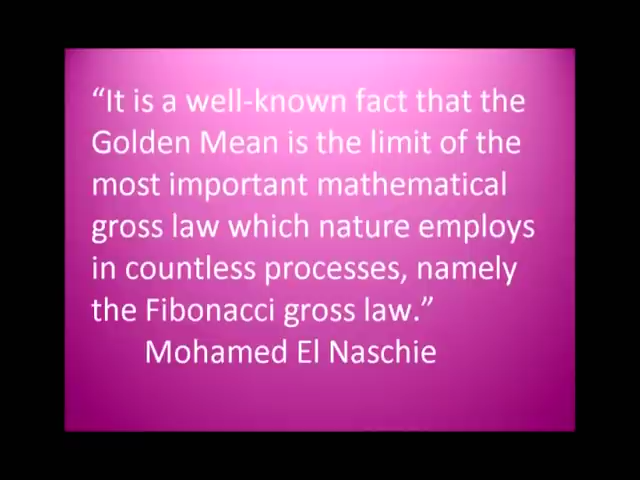 “It is a well-known fact that the
Golden Mean is the limit of the
most important mathematical
gross law which nature employs
in countless processes, namely
the Fibonacci gross law.”
Mohamed El Naschie